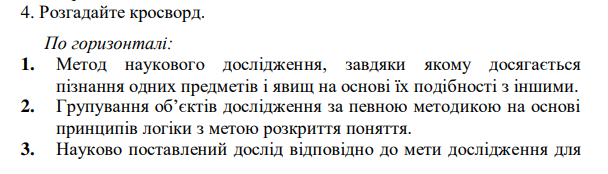 4. Розгадайте кросворд.
По горизонталі:
1. Метод наукового дослідження, завдяки якому досягається
пізнання одних предметів і явищ на основі їх подібності з іншими.
2. Групування об’єктів дослідження за певною методикою на основі
принципів логіки з метою розкриття поняття.
3. Науково поставлений дослід відповідно до мети дослідження для